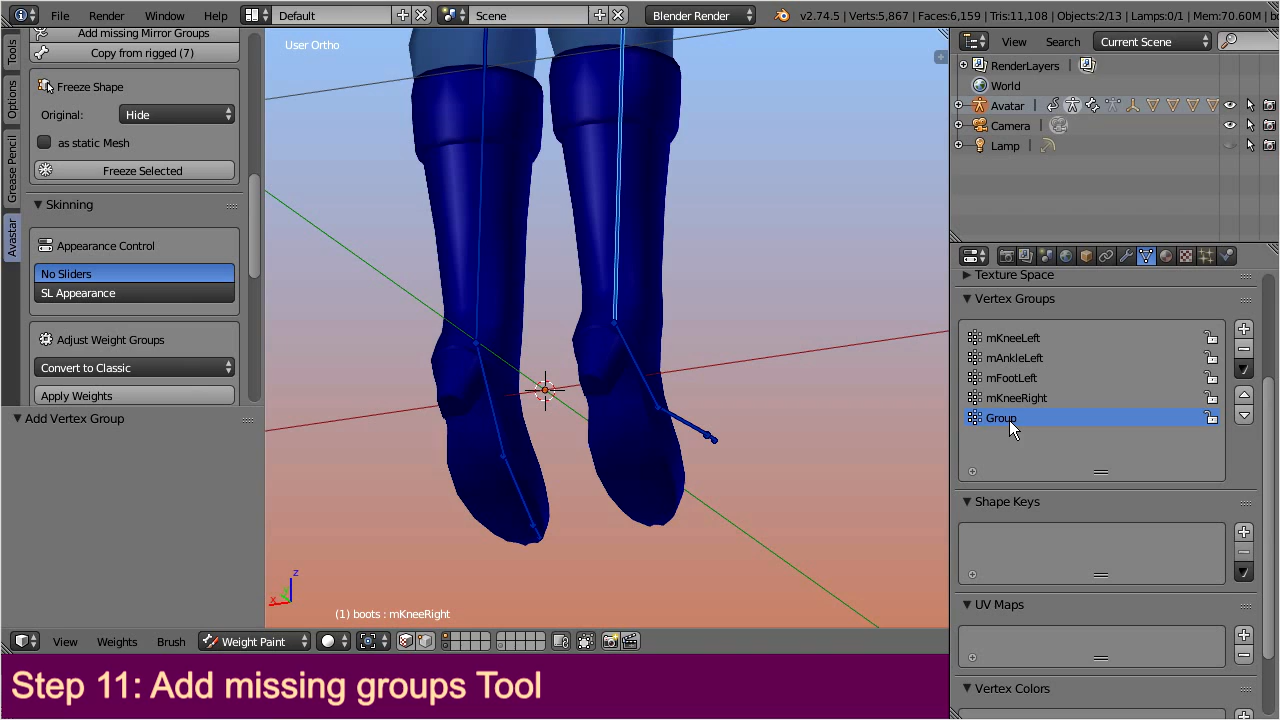 File Render Window Help Default Scene Blender Render v2.74.5 | Verts:5,867 | Faces:6,159 | Tris:11,108 | Objects:2/13 | Lamps:0/1 | Mem:70.60M
Add missing Mirror Groups
Copy from rigged (7)
Freeze Shape
Original: Hide
as static Mesh
Freeze Selected
Skinning
Appearance Control
No Sliders
SL Appearance
Adjust Weight Groups
Convert to Classic
Apply Weights
Add Vertex Group
Tools
Options
Grease Pencil
Avastar
User Ortho
z
x
(1) boots : mKneeRight
View Weights Brush Weight Paint
Step 11: Add missing groups Tool
View Search Current Scene
RenderLayers
World
Avatar
Camera
Lamp
Texture Space
Vertex Groups
mKneeLeft
mAnkleLeft
mFootLeft
mKneeRight
Group
Shape Keys
UV Maps
Vertex Colors